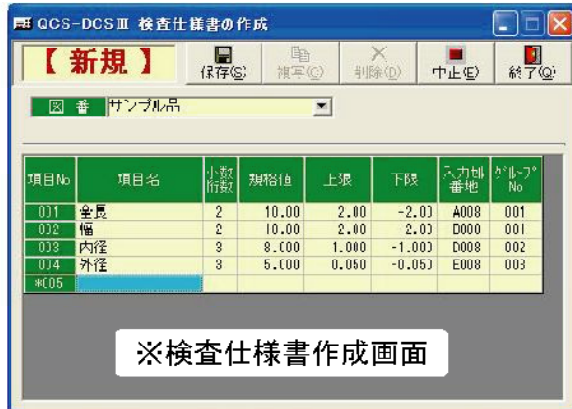 QCS-DCSⅢ 検査仕様書の作成
【 新規 】 保存(S) 複写(C) 削除(D) 中止(E) 終了(Q)
図 番 サンプル品
項目No 項目名 小数桁数 規格値 上限 下限 入力セル番地 グループNo
001 全長 2 10.00 2.00 -2.00 A008 001
002 幅 2 10.00 2.00 2.00 D000 001
003 内径 3 8.000 1.000 -1.000 D008 002
004 外径 3 5.000 0.050 -0.050 E008 003
*005
※検査仕様書作成画面